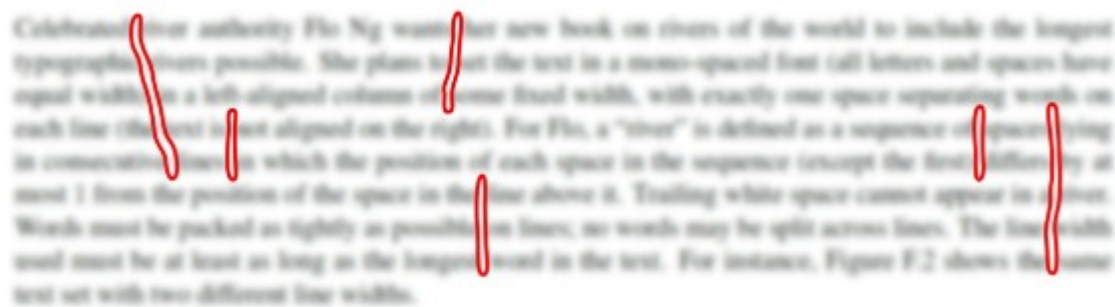 Celebrated river authority Flo Ng wants her new book on rivers of the world to include the longest
typographic rivers possible. She plans to set the text in a mono-spaced font (all letters and spaces have
equal width) in a left-aligned column of some fixed width, with exactly one space separating words on
each line (the text is not aligned on the right). For Flo, a “river” is defined as a sequence of spaces lying
in consecutive lines in which the position of each space in the sequence (except the first) differs by at
most 1 from the position of the space in the line above it. Trailing white space cannot appear in a river.
Words must be packed as tightly as possible on lines; no words may be split across lines. The line width
used must be at least as long as the longest word in the text. For instance, Figure F.2 shows the same
text set with two different line widths.